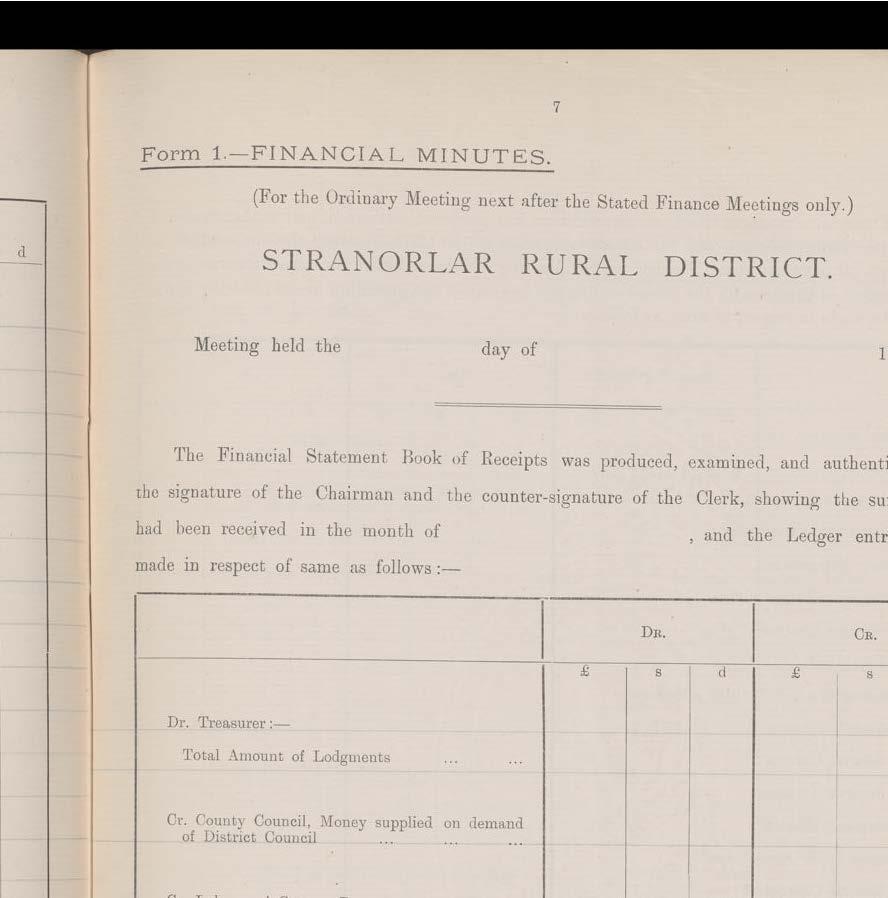 7
Form 1.—FINANCIAL MINUTES.
(For the Ordinary Meeting next after the Stated Finance Meetings only.)
STRANORLAR RURAL DISTRICT.
d
Meeting held the day of 1
The Financial Statement Book of Receipts was produced, examined, and authenti
the signature of the Chairman and the counter-signature of the Clerk, showing the su
had been received in the month of , and the Ledger entr
made in respect of same as follows :—
DR. CR.
£ s d £ s
Dr. Treasurer :—
Total Amount of Lodgments ... ...
Cr. County Council, Money supplied on demand
of District Council ... ... ...